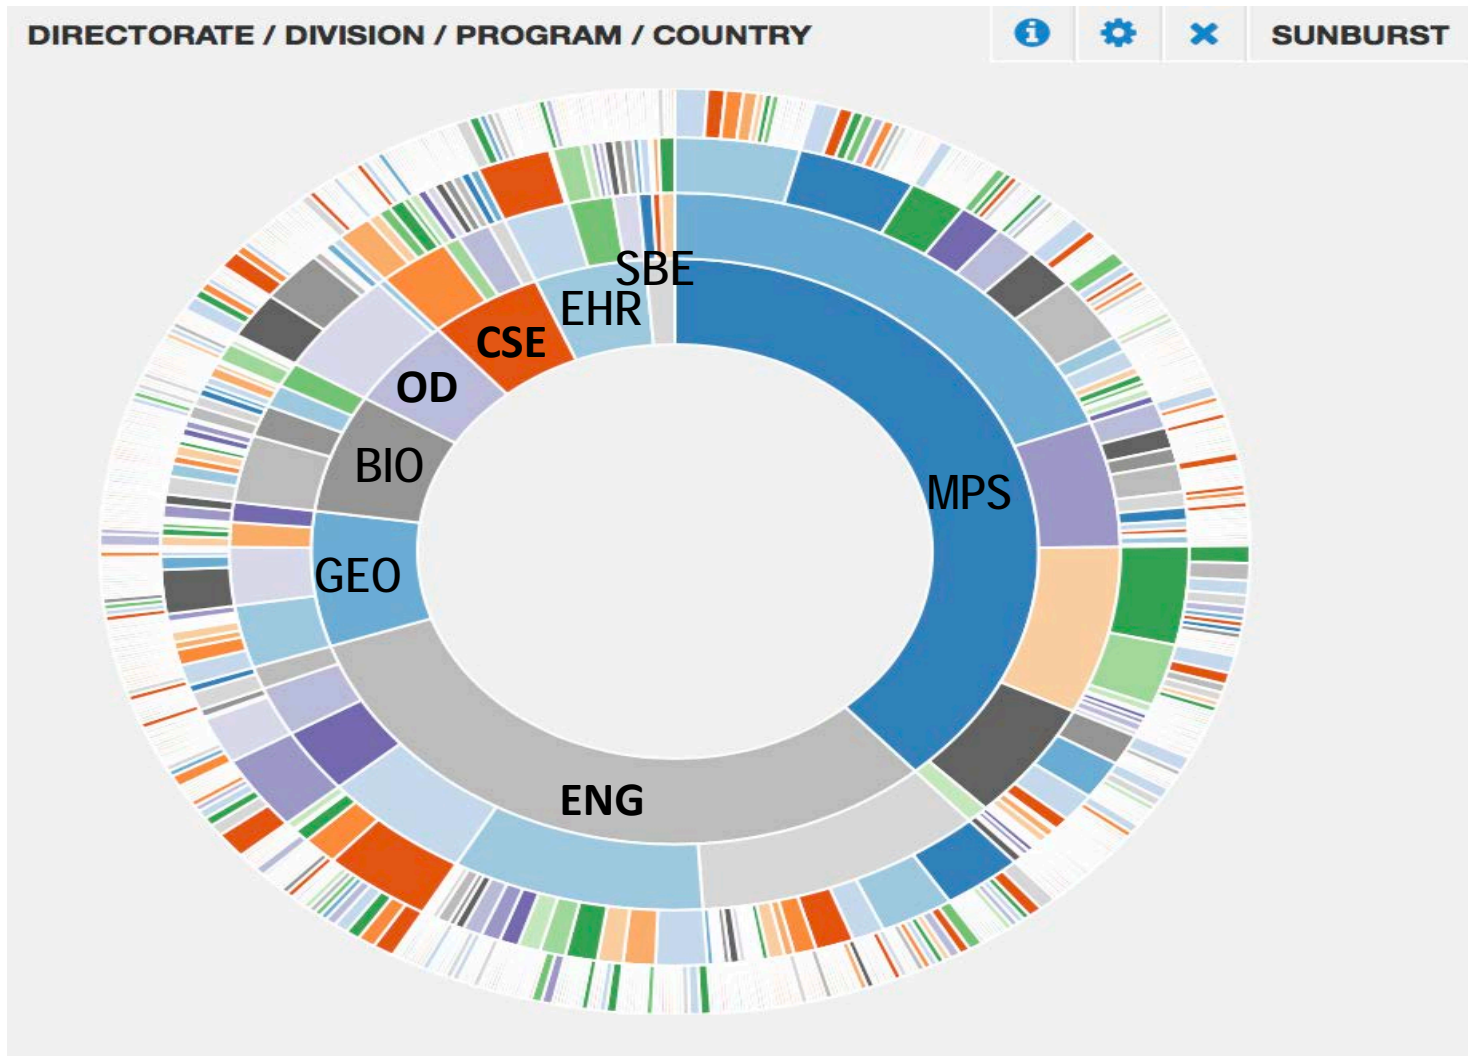 DIRECTORATE / DIVISION / PROGRAM / COUNTRY
SUNBURST
SBE
EHR
CSE
OD
BIO
MPS
GEO
ENG